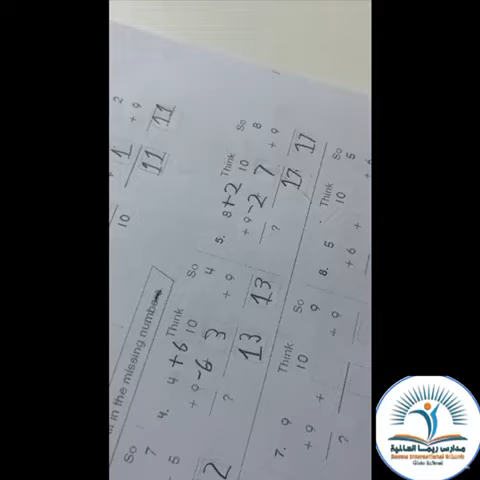 2
+ 9
1
11 11
10
in the missing number
So
7
5
2
4. 4 + 6 Think So
10 4
+ 9 - 6 3 + 9
? 13 13
5. 8 + 2 Think So
10 8
+ 9 - 2 7 + 9
? 17 17
7. 9 Think So
10 9
+ 9 + + 9
?
8. 5 Think So
10 5
+ 6 +
مدارس ريما العالمية
Reema International Schools
Girls School